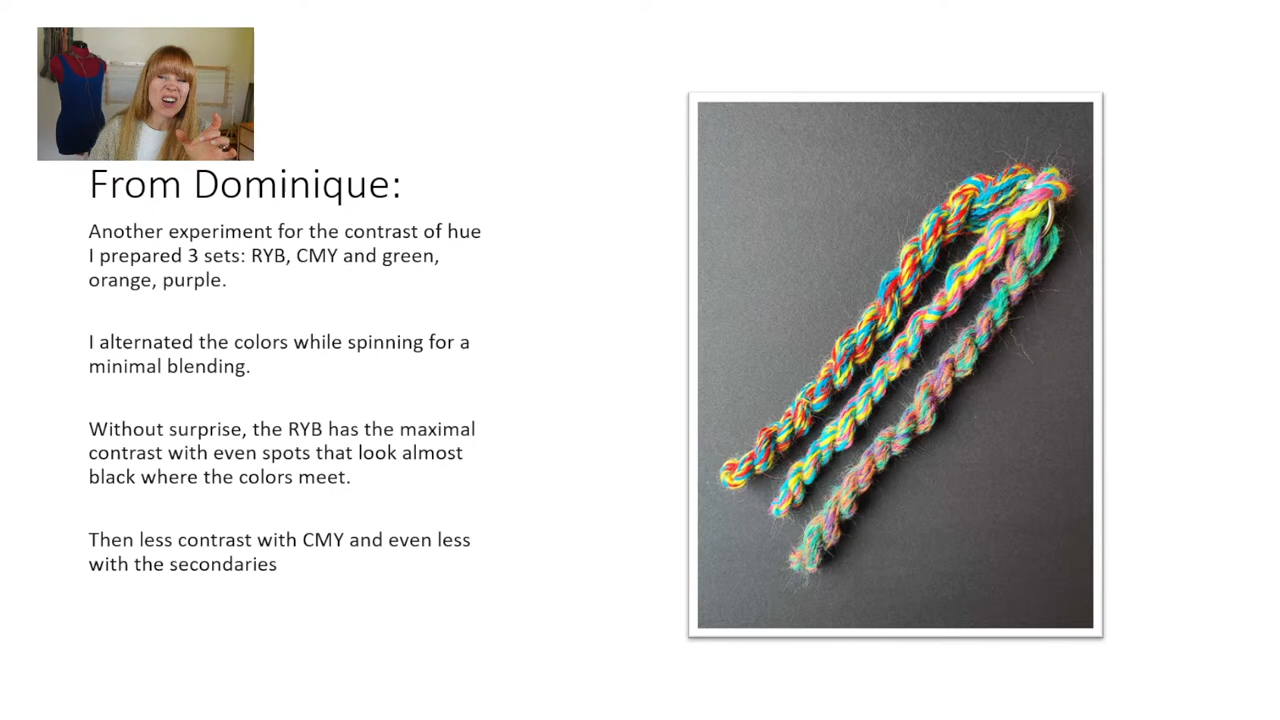 From Dominique:
Another experiment for the contrast of hue
I prepared 3 sets: RYB, CMY and green,
orange, purple.
I alternated the colors while spinning for a
minimal blending.
Without surprise, the RYB has the maximal
contrast with even spots that look almost
black where the colors meet.
Then less contrast with CMY and even less
with the secondaries